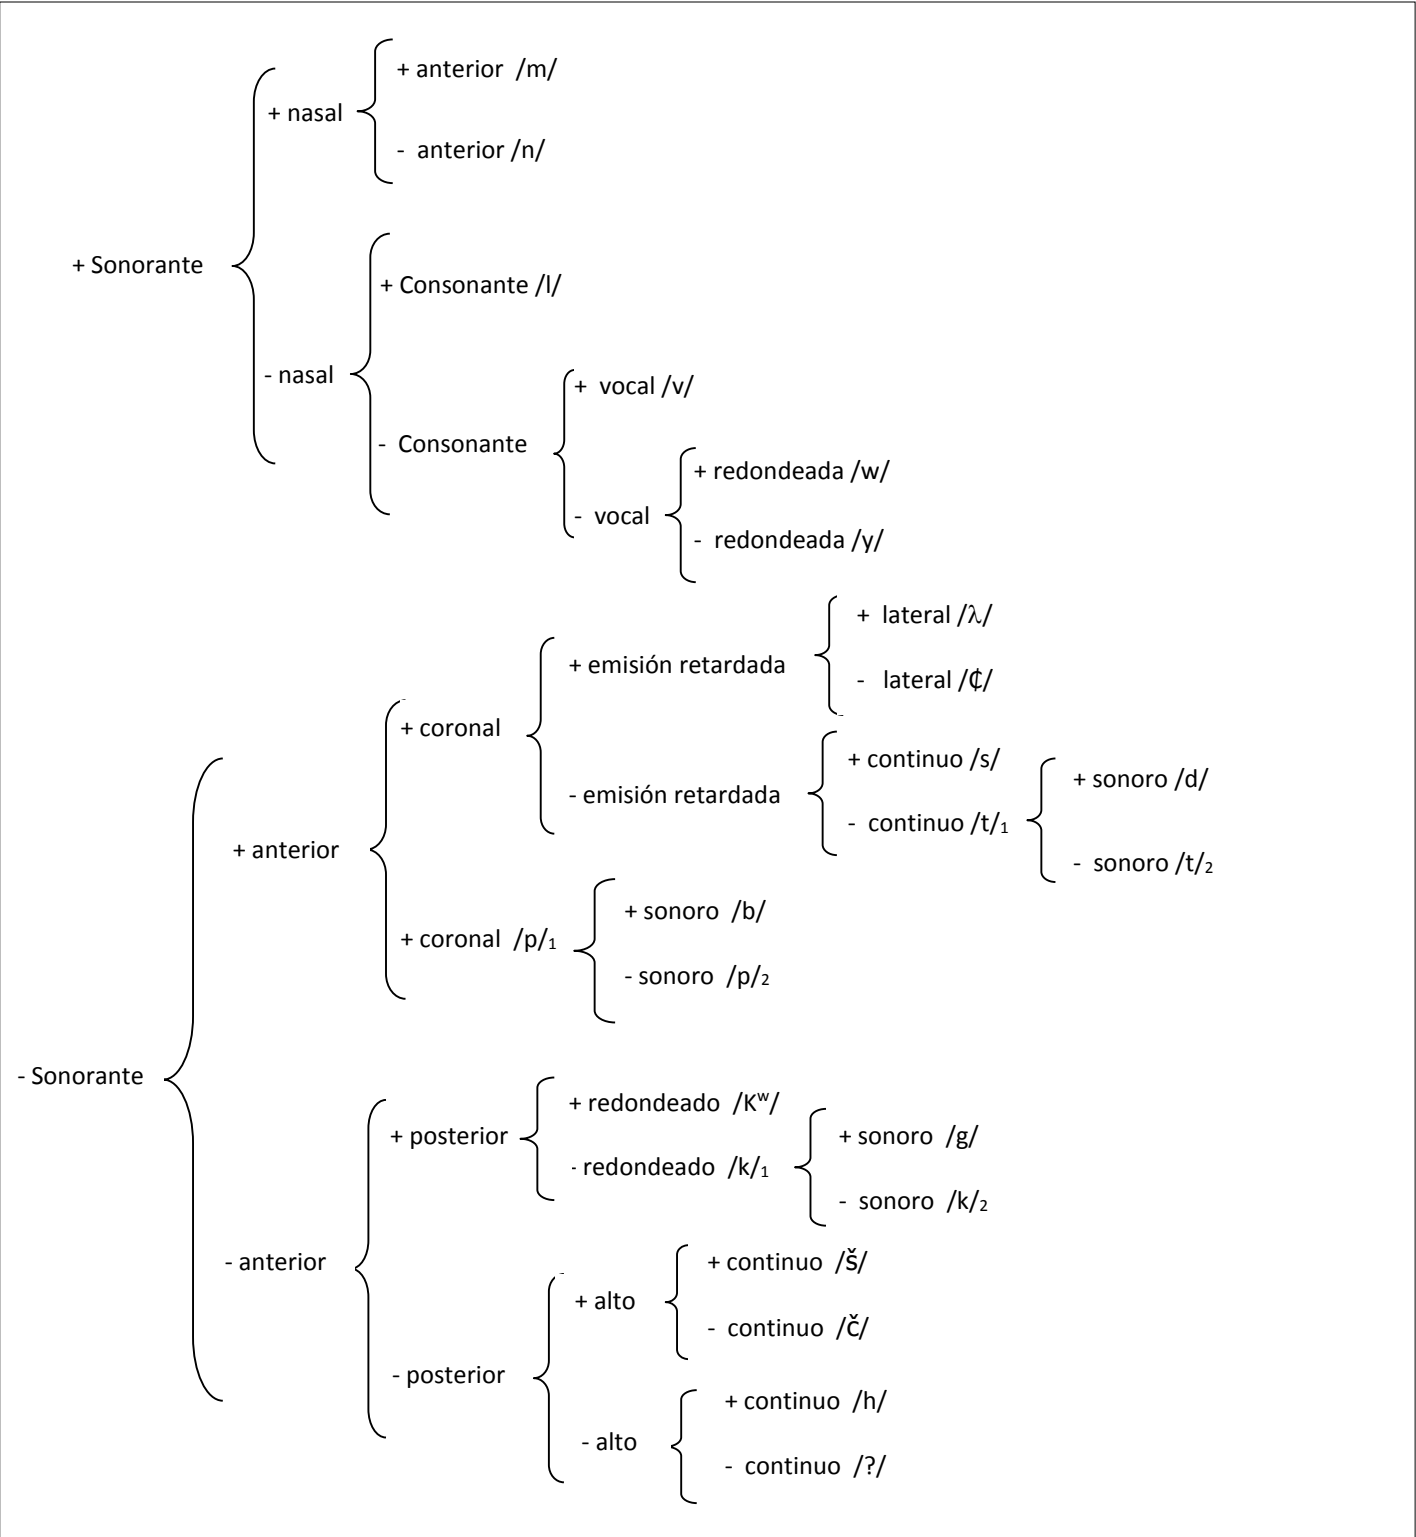 + anterior /m/
+ nasal
- anterior /n/
+ Sonorante
+ Consonante /l/
- nasal
+ vocal /v/
- Consonante
+ redondeada /w/
- vocal
- redondeada /y/
+ lateral /λ/
+ emisión retardada
- lateral /₵/
+ coronal
+ continuo /s/
+ sonoro /d/
- emisión retardada
- continuo /t/₁
+ anterior
- sonoro /t/₂
+ sonoro /b/
+ coronal /p/₁
- sonoro /p/₂
- Sonorante
+ redondeado /Kʷ/
+ posterior
+ sonoro /g/
- redondeado /k/₁
- sonoro /k/₂
- anterior
+ continuo /š/
+ alto
- continuo /č/
- posterior
+ continuo /h/
- alto
- continuo /?/